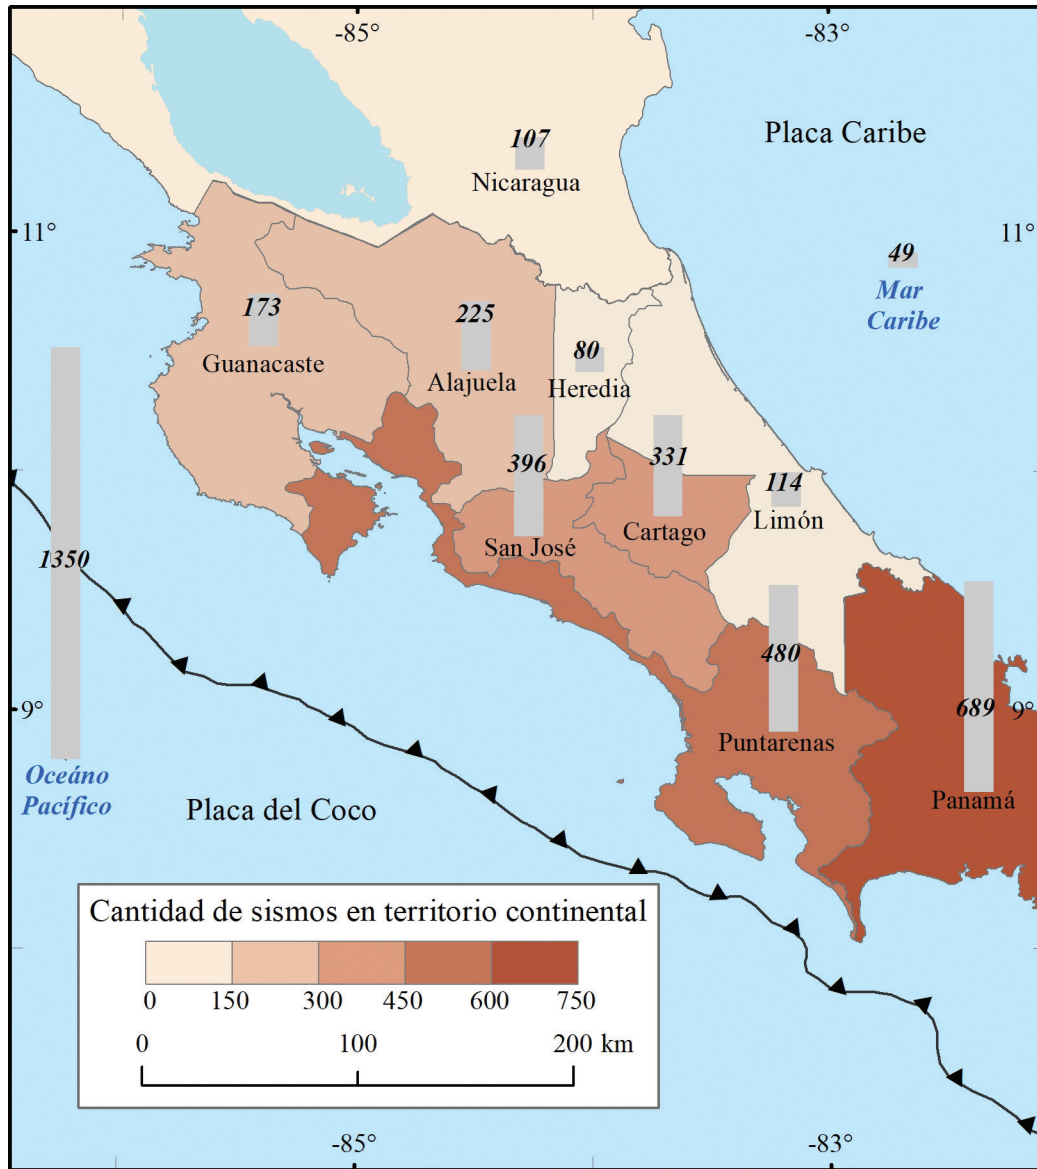 -85°
-83°
107
Nicaragua
Placa Caribe
11°
11°
49
Mar
Caribe
173
Guanacaste
225
Alajuela
80
Heredia
396
San José
331
Cartago
114
Limón
1350
Oceáno
Pacífico
480
Puntarenas
689
Panamá
9°
9°
Placa del Coco
Cantidad de sismos en territorio continental
0 150 300 450 600 750
0 100 200 km
-85°
-83°